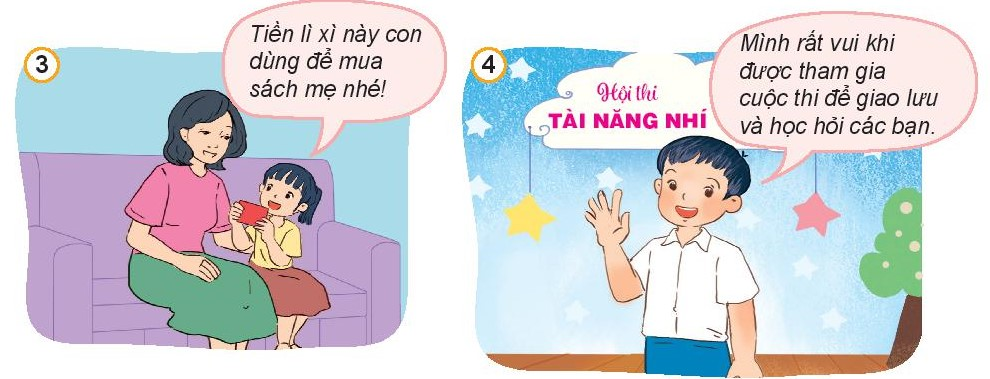 3
Tiền lì xì này con
dùng để mua
sách mẹ nhé!
4
Hội thi
TÀI NĂNG NHÍ
Mình rất vui khi
được tham gia
cuộc thi để giao lưu
và học hỏi các bạn.